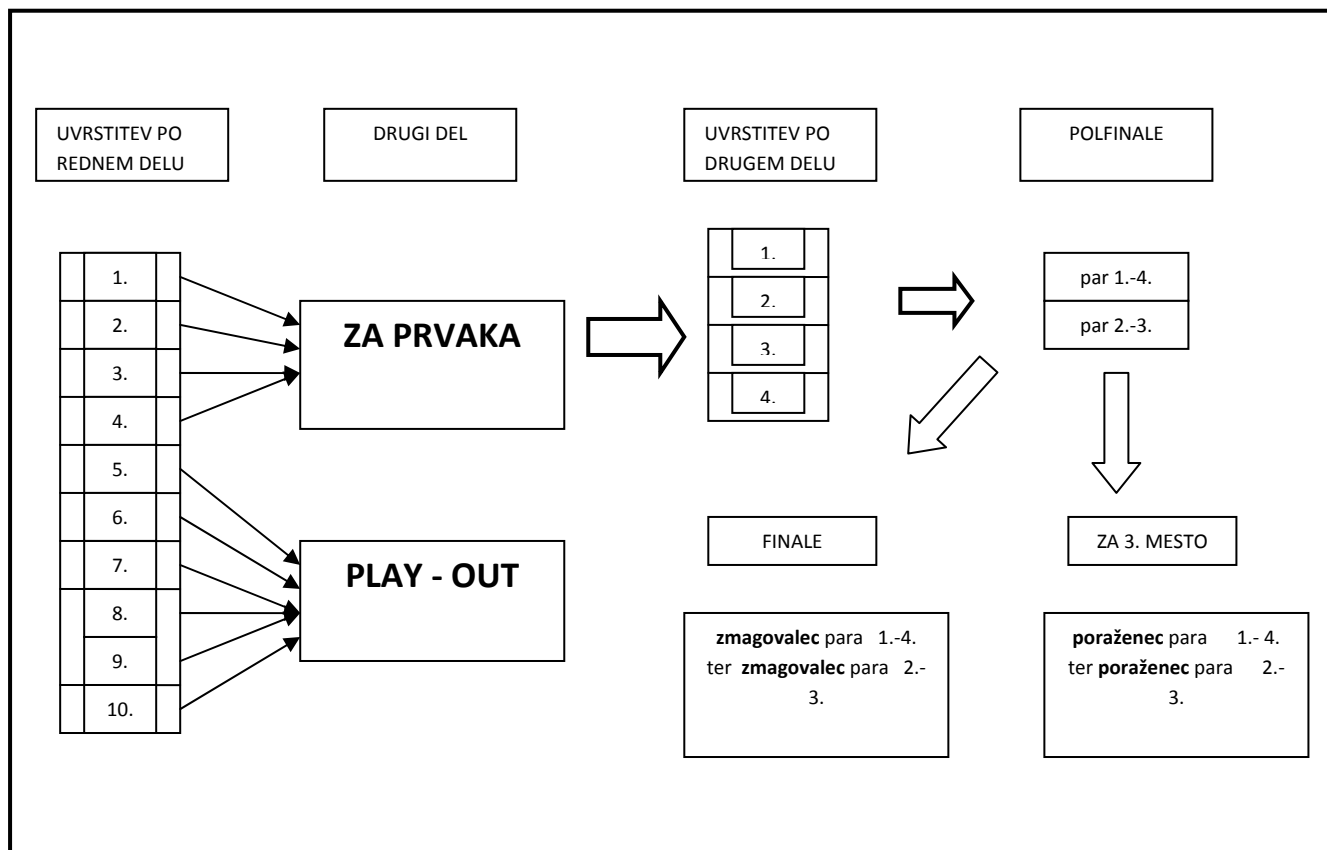 UVRSTITEV PO
REDNEM DELU
DRUGI DEL
UVRSTITEV PO
DRUGEM DELU
POLFINALE
1.
2.
3.
4.
5.
6.
7.
8.
9.
10.
ZA PRVAKA
PLAY - OUT
1.
2.
3.
4.
par 1.-4.
par 2.-3.
FINALE
zmagovalec para 1.-4.
ter zmagovalec para 2.-
3.
ZA 3. MESTO
poraženec para 1.- 4.
ter poraženec para 2.-
3.